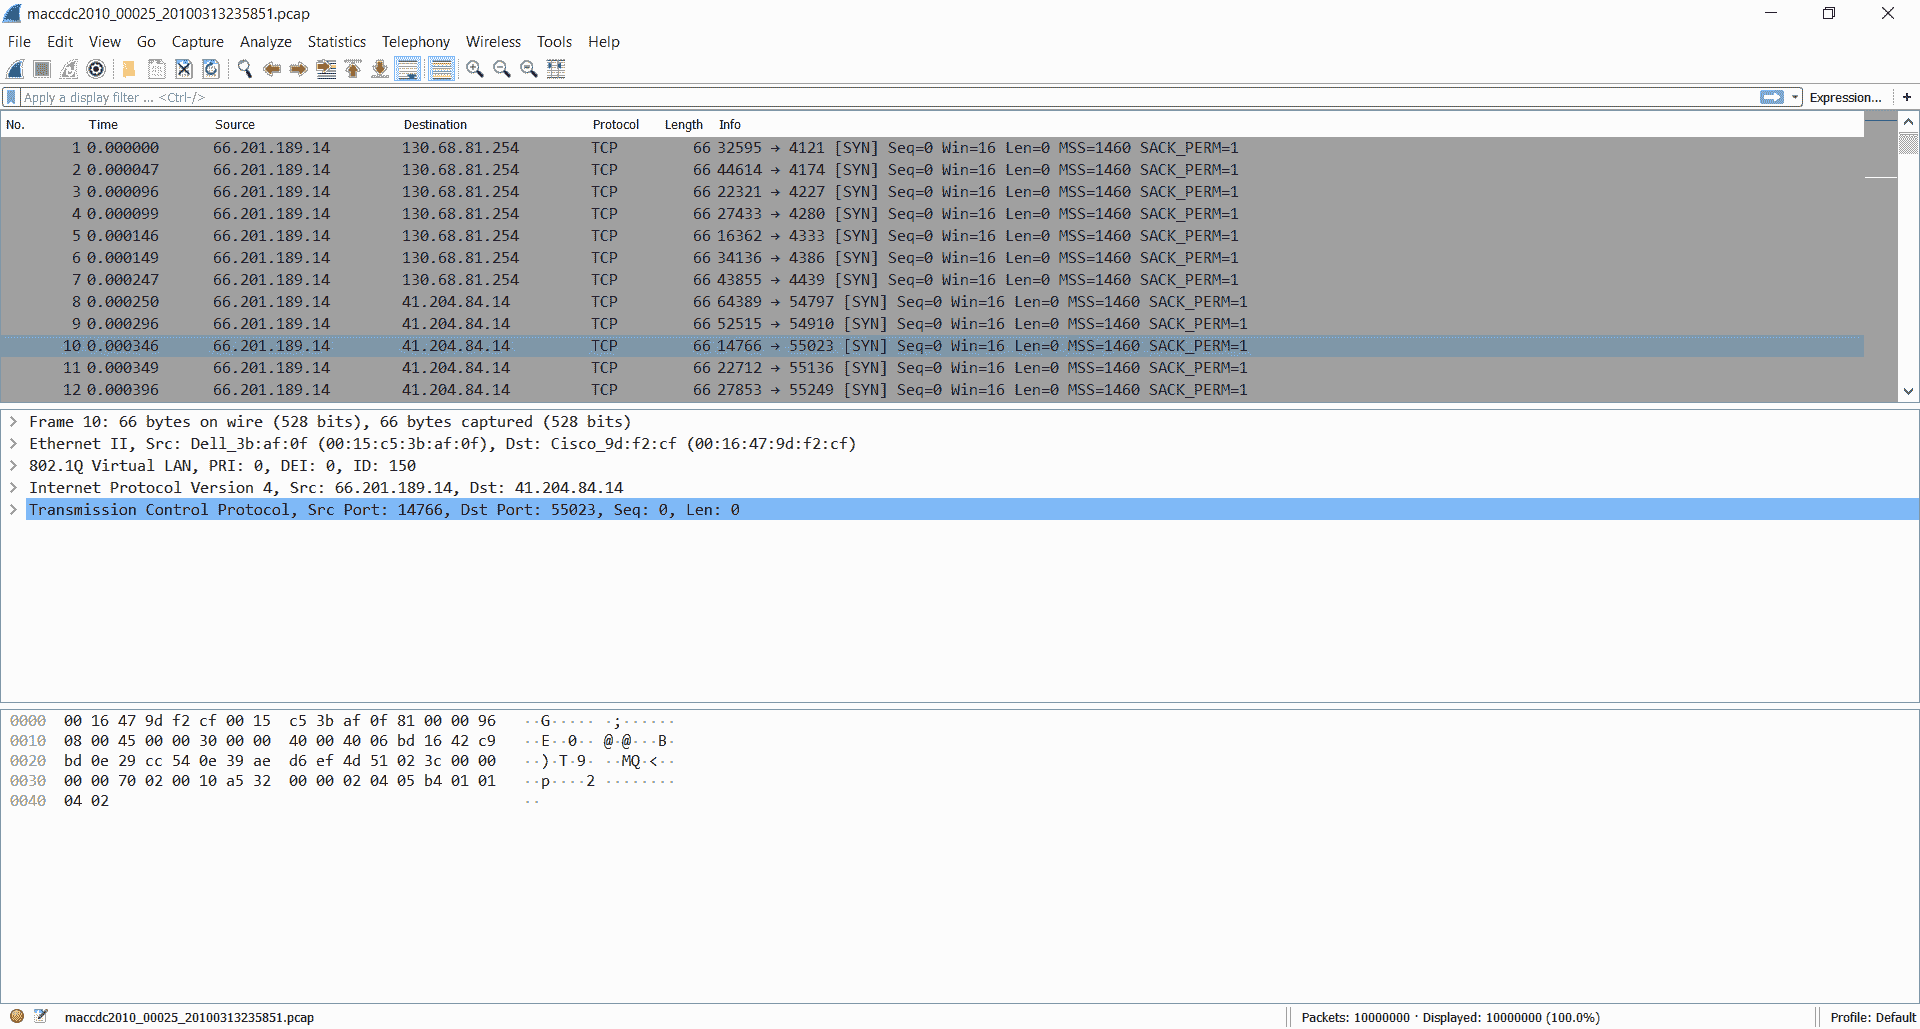 maccdc2010_00025_20100313235851.pcap
File Edit View Go Capture Analyze Statistics Telephony Wireless Tools Help
Apply a display filter ... <Ctrl-/> Expression... +
No. Time Source Destination Protocol Length Info
1 0.000000 66.201.189.14 130.68.81.254 TCP 66 32595 → 4121 [SYN] Seq=0 Win=16 Len=0 MSS=1460 SACK_PERM=1
2 0.000047 66.201.189.14 130.68.81.254 TCP 66 44614 → 4174 [SYN] Seq=0 Win=16 Len=0 MSS=1460 SACK_PERM=1
3 0.000096 66.201.189.14 130.68.81.254 TCP 66 22321 → 4227 [SYN] Seq=0 Win=16 Len=0 MSS=1460 SACK_PERM=1
4 0.000099 66.201.189.14 130.68.81.254 TCP 66 27433 → 4280 [SYN] Seq=0 Win=16 Len=0 MSS=1460 SACK_PERM=1
5 0.000146 66.201.189.14 130.68.81.254 TCP 66 16362 → 4333 [SYN] Seq=0 Win=16 Len=0 MSS=1460 SACK_PERM=1
6 0.000149 66.201.189.14 130.68.81.254 TCP 66 34136 → 4386 [SYN] Seq=0 Win=16 Len=0 MSS=1460 SACK_PERM=1
7 0.000247 66.201.189.14 130.68.81.254 TCP 66 43855 → 4439 [SYN] Seq=0 Win=16 Len=0 MSS=1460 SACK_PERM=1
8 0.000250 66.201.189.14 41.204.84.14 TCP 66 64389 → 54797 [SYN] Seq=0 Win=16 Len=0 MSS=1460 SACK_PERM=1
9 0.000296 66.201.189.14 41.204.84.14 TCP 66 52515 → 54910 [SYN] Seq=0 Win=16 Len=0 MSS=1460 SACK_PERM=1
10 0.000346 66.201.189.14 41.204.84.14 TCP 66 14766 → 55023 [SYN] Seq=0 Win=16 Len=0 MSS=1460 SACK_PERM=1
11 0.000349 66.201.189.14 41.204.84.14 TCP 66 22712 → 55136 [SYN] Seq=0 Win=16 Len=0 MSS=1460 SACK_PERM=1
12 0.000396 66.201.189.14 41.204.84.14 TCP 66 27853 → 55249 [SYN] Seq=0 Win=16 Len=0 MSS=1460 SACK_PERM=1
Frame 10: 66 bytes on wire (528 bits), 66 bytes captured (528 bits)
Ethernet II, Src: Dell_3b:af:0f (00:15:c5:3b:af:0f), Dst: Cisco_9d:f2:cf (00:16:47:9d:f2:cf)
802.1Q Virtual LAN, PRI: 0, DEI: 0, ID: 150
Internet Protocol Version 4, Src: 66.201.189.14, Dst: 41.204.84.14
Transmission Control Protocol, Src Port: 14766, Dst Port: 55023, Seq: 0, Len: 0
0000 00 16 47 9d f2 cf 00 15 c5 3b af 0f 81 00 00 96 ··G····· ·;······
0010 08 00 45 00 00 30 00 00 40 00 40 06 bd 16 42 c9 ··E··0·· @·@···B·
0020 bd 0e 29 cc 54 0e 39 ae d6 ef 4d 51 02 3c 00 00 ··)·T·9· ··MQ·<··
0030 00 00 70 02 00 10 a5 32 00 00 02 04 05 b4 01 01 ··p····2 ········
0040 04 02 ··
maccdc2010_00025_20100313235851.pcap Packets: 10000000 · Displayed: 10000000 (100.0%) Profile: Default